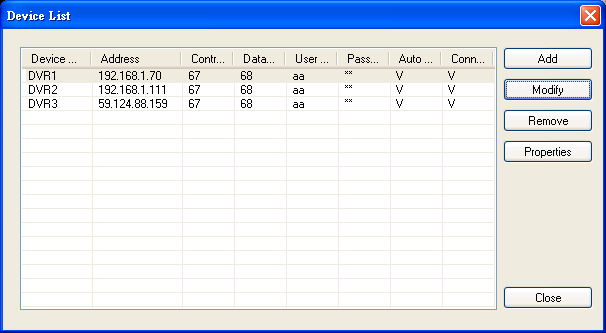 Device List
Device ... Address Contr... Data... User ... Pass... Auto ... Conn...
DVR1 192.168.1.70 67 68 aa ** V V
DVR2 192.168.1.111 67 68 aa ** V V
DVR3 59.124.88.159 67 68 aa ** V V
Add
Modify
Remove
Properties
Close